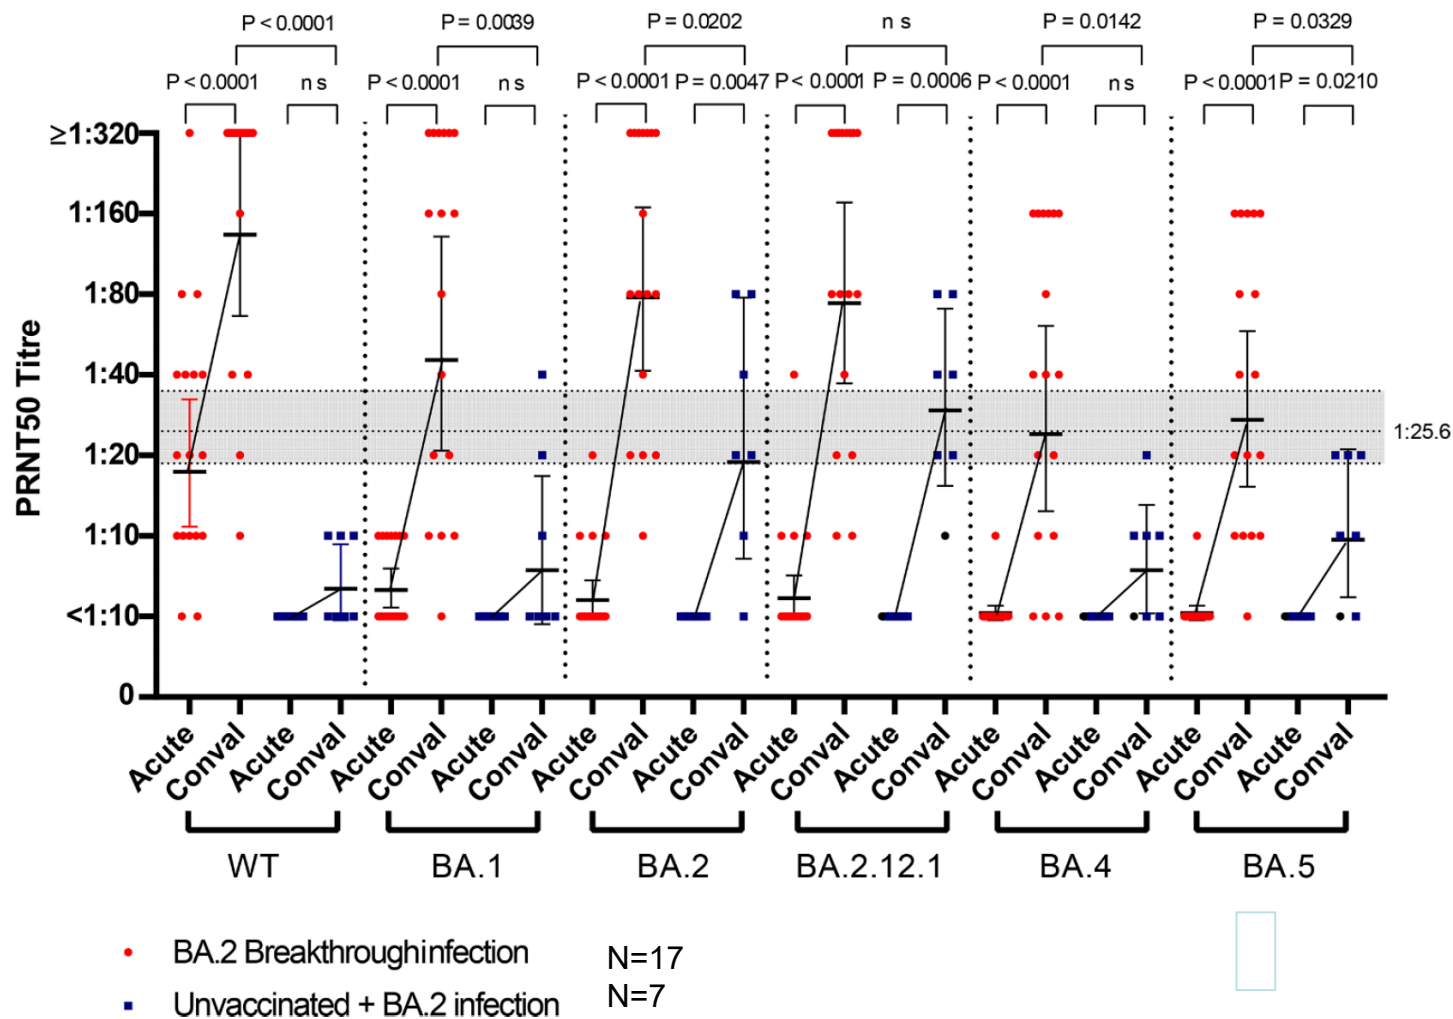 P < 0.0001 P = 0.0039 P = 0.0202 n s P = 0.0142 P = 0.0329
P < 0.0001 n s P < 0.0001 n s P < 0.0001 P = 0.0047 P < 0.0001 P = 0.0006 P < 0.0001 n s P < 0.0001 P = 0.0210
≥1:320
1:160
1:80
1:40
1:20
1:10
<1:10
0
PRNT50 Titre
1:25.6
Acute Conval Acute Conval Acute Conval Acute Conval Acute Conval Acute Conval Acute Conval Acute Conval Acute Conval Acute Conval Acute Conval Acute Conval
WT BA.1 BA.2 BA.2.12.1 BA.4 BA.5
BA.2 Breakthroughinfection N=17
Unvaccinated + BA.2 infection N=7